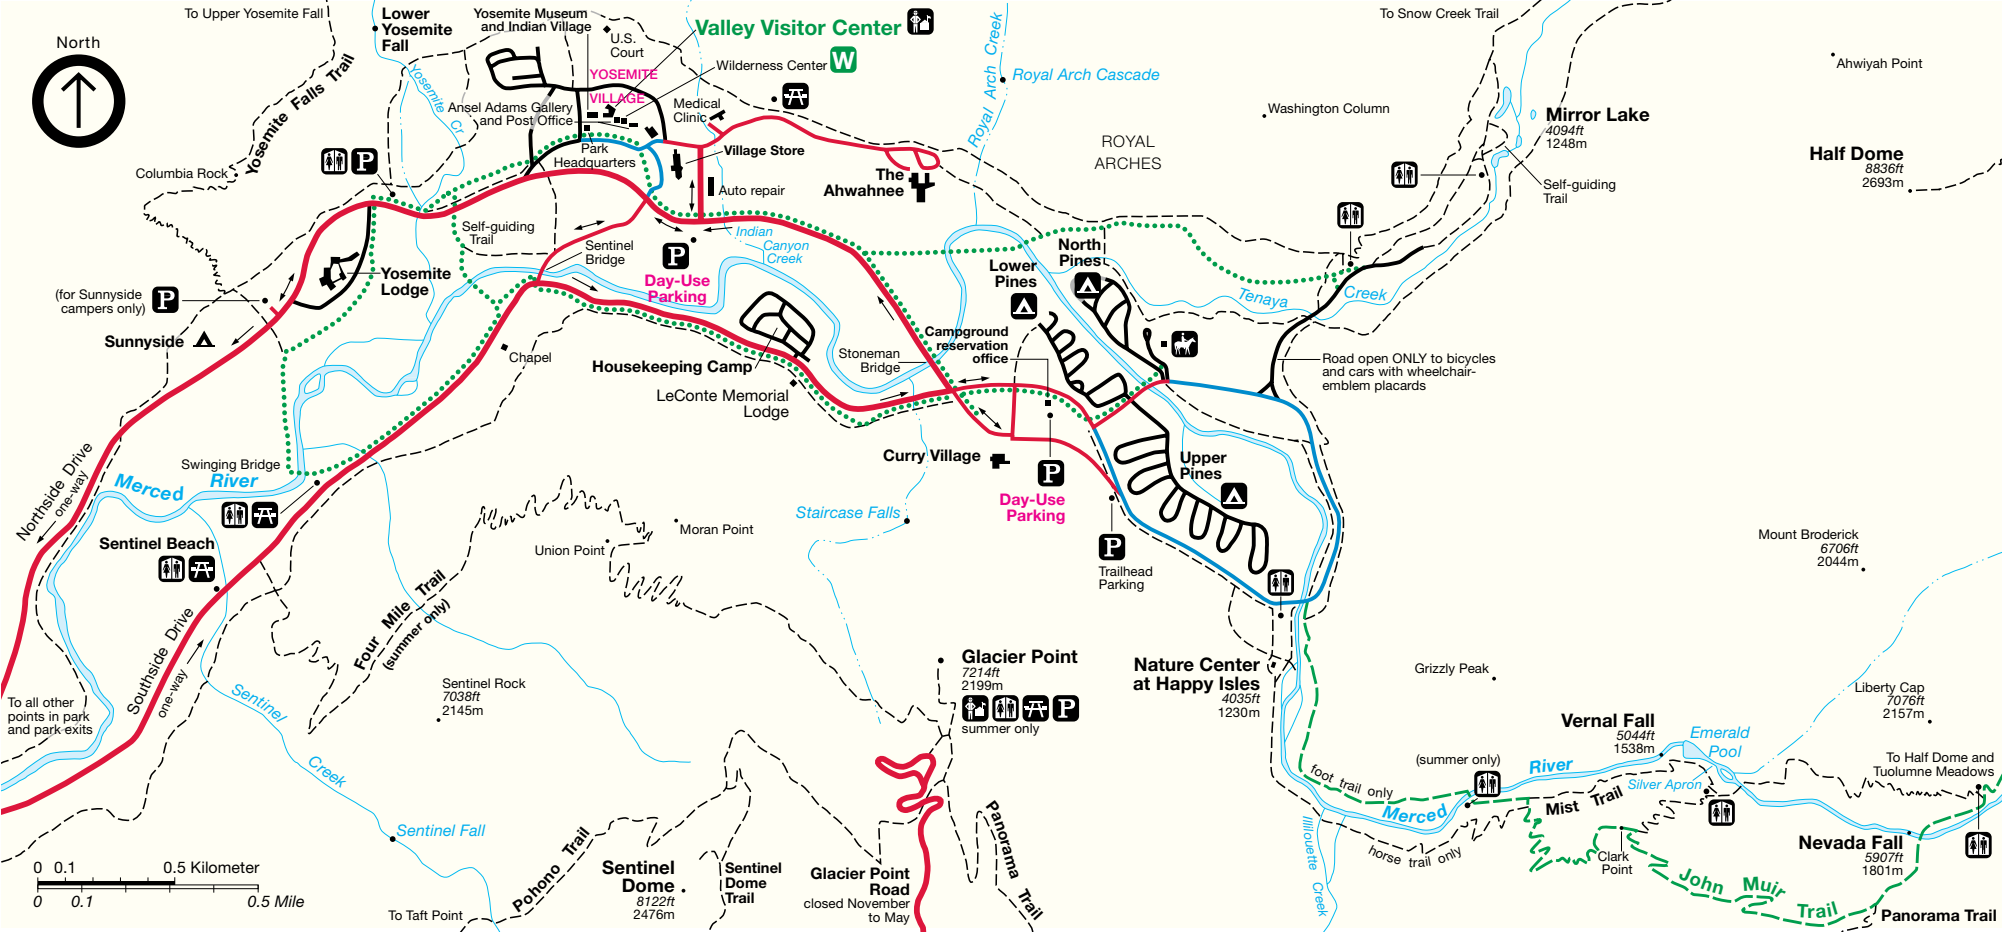 To Upper Yosemite Fall
Lower
Yosemite
Fall
Yosemite Museum
and Indian Village
U.S.
Court
Valley Visitor Center
Wilderness Center
W
YOSEMITE
VILLAGE
North
Yosemite Falls Trail
Yosemite Cr
Ansel Adams Gallery
and Post Office
Medical
Clinic
Park
Headquarters
Village Store
Auto repair
The
Ahwahnee
Royal Arch Creek
Royal Arch Cascade
ROYAL
ARCHES
Washington Column
To Snow Creek Trail
Ahwiyah Point
Mirror Lake
4094ft
1248m
Half Dome
8836ft
2693m
Self-guiding
Trail
Columbia Rock
P
Self-guiding
Trail
Sentinel
Bridge
P
Day-Use
Parking
Indian
Canyon
Creek
Yosemite
Lodge
(for Sunnyside
campers only)
P
Sunnyside
Chapel
Housekeeping Camp
LeConte Memorial
Lodge
Stoneman
Bridge
Lower
Pines
North
Pines
Campground
reservation
office
Tenaya
Creek
Road open ONLY to bicycles
and cars with wheelchair-
emblem placards
Curry Village
P
Day-Use
Parking
Upper
Pines
P
Trailhead
Parking
Northside Drive
one-way
Merced
River
Swinging Bridge
Sentinel Beach
Southside Drive
one-way
To all other
points in park
and park exits
Four Mile Trail
(summer only)
Union Point
Moran Point
Staircase Falls
Sentinel Rock
7038ft
2145m
Sentinel
Creek
Sentinel Fall
Glacier Point
7214ft
2199m
P
summer only
Nature Center
at Happy Isles
4035ft
1230m
Mount Broderick
6706ft
2044m
Grizzly Peak
Liberty Cap
7076ft
2157m
Vernal Fall
5044ft
1538m
Emerald
Pool
To Half Dome and
Tuolumne Meadows
(summer only)
River
Silver Apron
foot trail only
Merced
Mist Trail
horse trail only
Illilouette Creek
Clark
Point
Nevada Fall
5907ft
1801m
John Muir
Trail
Panorama Trail
0 0.1 0.5 Kilometer
0 0.1 0.5 Mile
To Taft Point
Pohono Trail
Sentinel
Dome
8122ft
2476m
Sentinel
Dome
Trail
Glacier Point
Road
closed November
to May
Panorama Trail